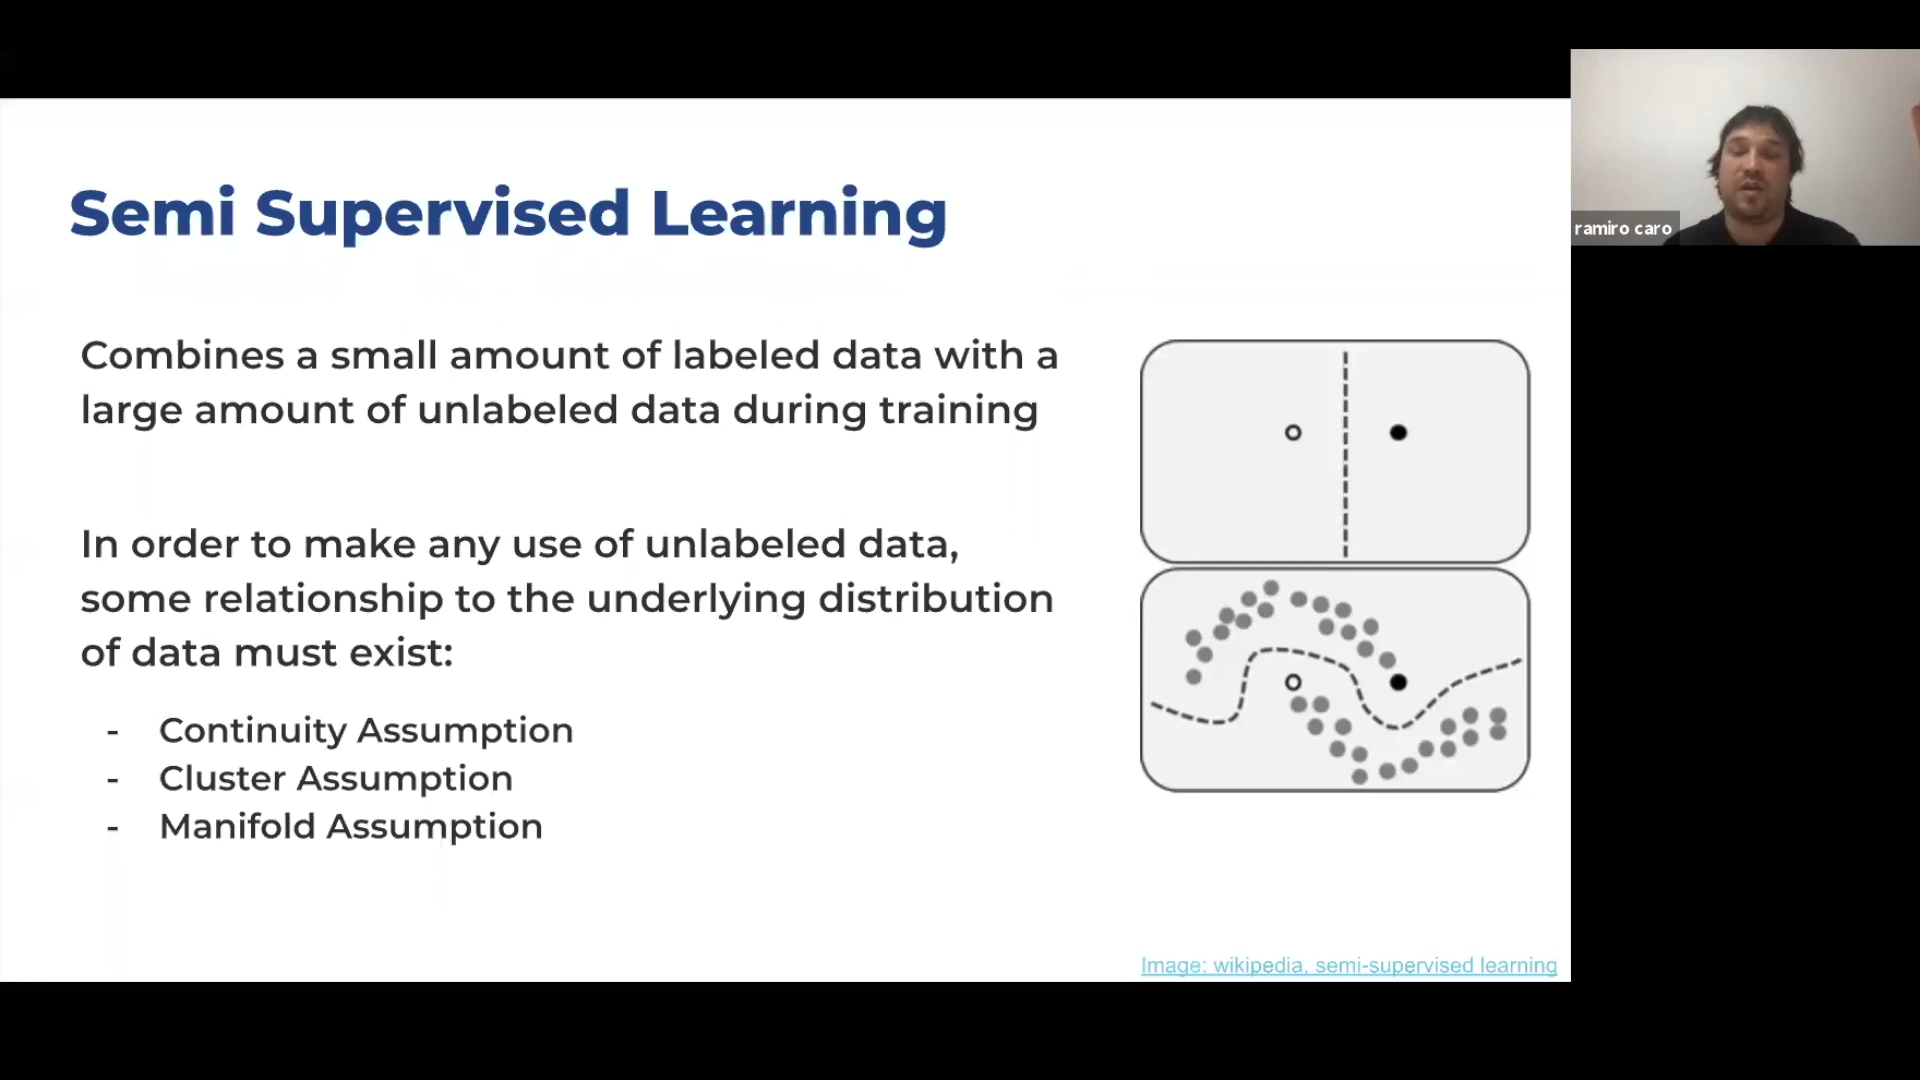 Semi Supervised Learning
Combines a small amount of labeled data with a
large amount of unlabeled data during training
In order to make any use of unlabeled data,
some relationship to the underlying distribution
of data must exist:
- Continuity Assumption
- Cluster Assumption
- Manifold Assumption
Image: wikipedia, semi-supervised learning
ramiro caro